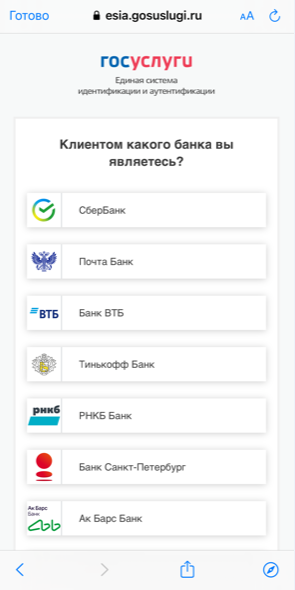 Готово
esia.gosuslugi.ru
AA
госуслуги
Единая система
идентификации и аутентификации
Клиентом какого банка вы
являетесь?
СберБанк
Почта Банк
ВТБ
Банк ВТБ
Тинькофф Банк
рнкб
РНКБ Банк
Банк Санкт-Петербург
Ак Барс
Банк
Ак Барс Банк